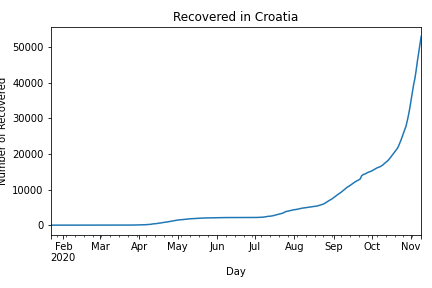 Recovered in Croatia
Number of Recovered
50000
40000
30000
20000
10000
0
Feb Mar Apr May Jun Jul Aug Sep Oct Nov
2020
Day